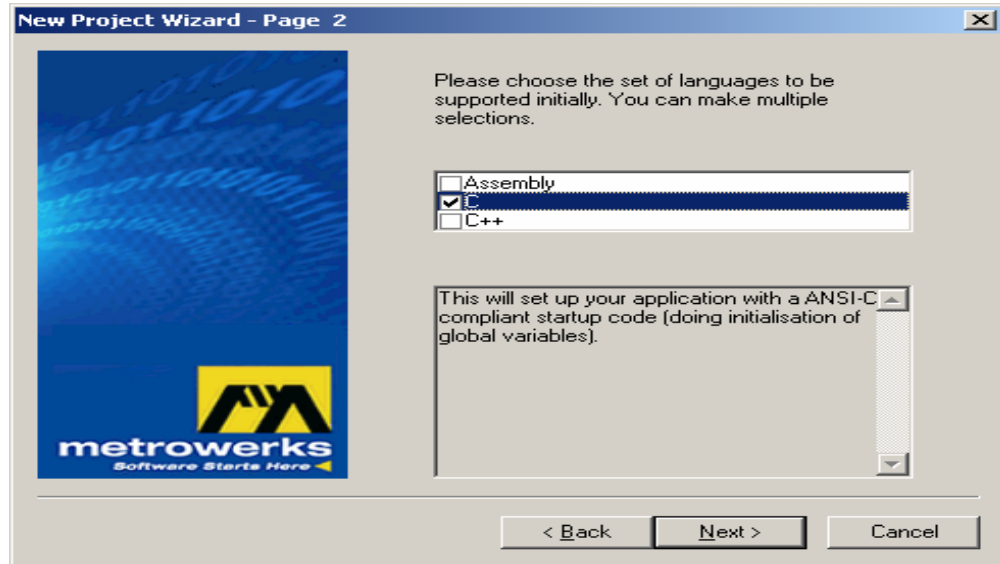 New Project Wizard - Page 2
Please choose the set of languages to be
supported initially. You can make multiple
selections.
Assembly
C
C++
This will set up your application with a ANSI-C
compliant startup code (doing initialisation of
global variables).
metrowerks
Software Starts Here
< Back
Next >
Cancel